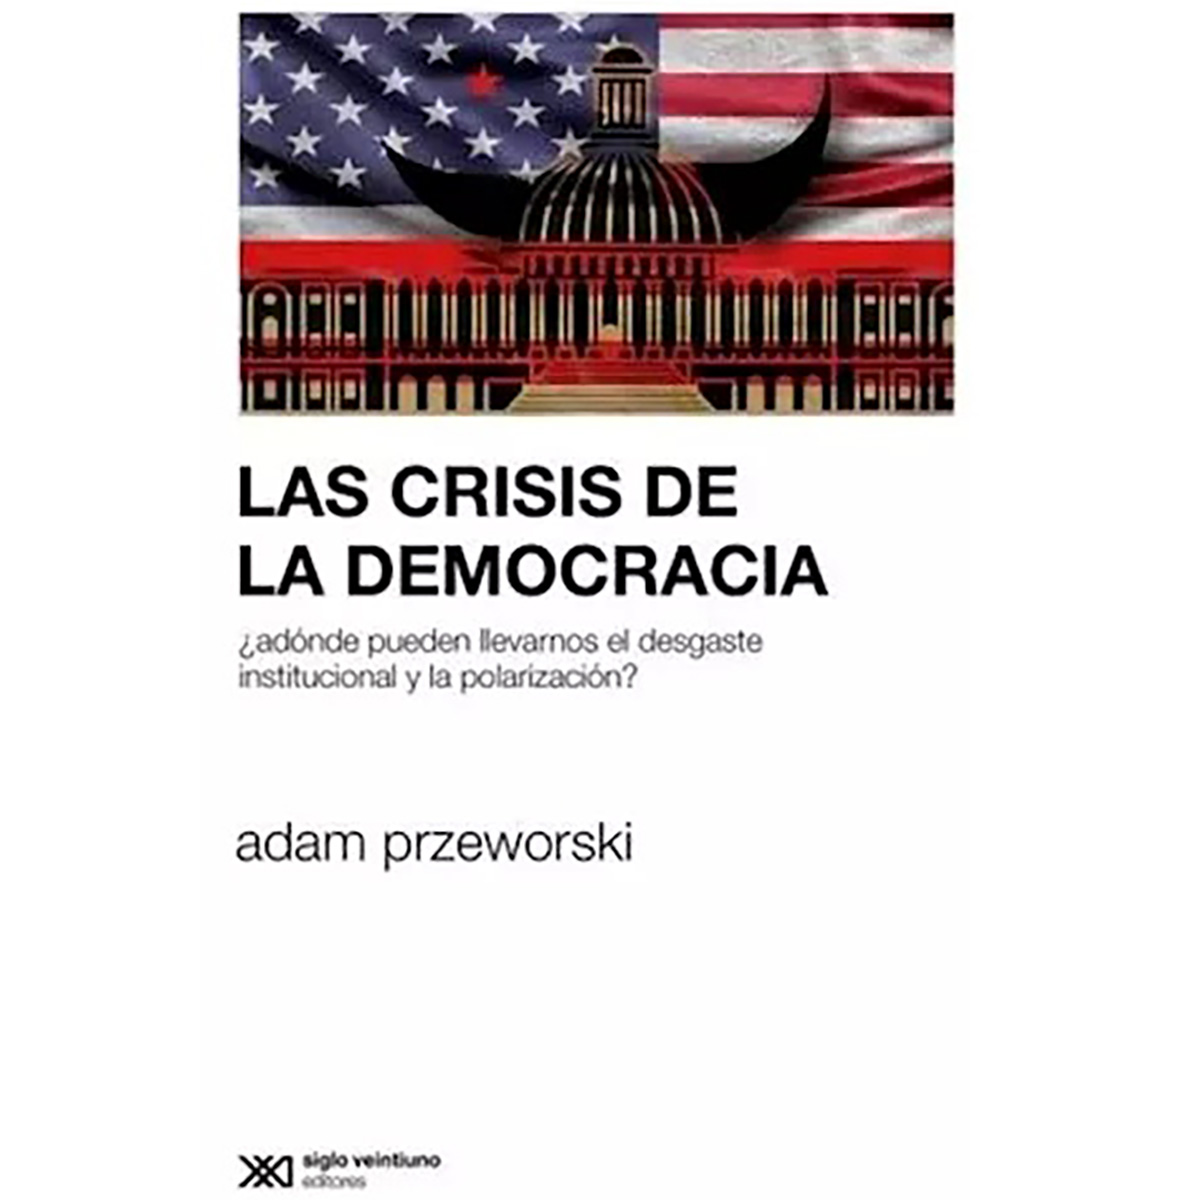 LAS CRISIS DE
LA DEMOCRACIA
¿adónde pueden llevarnos el desgaste
institucional y la polarización?
adam przeworski
siglo veintiuno
editores